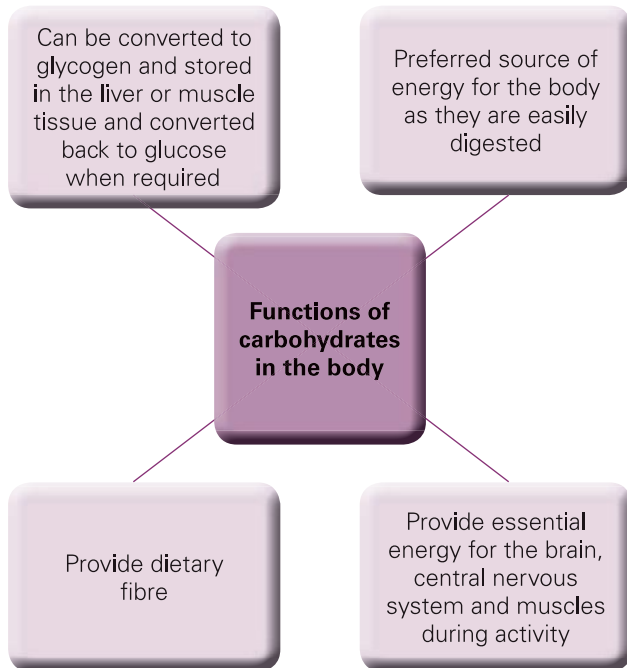 Can be converted to
glycogen and stored
in the liver or muscle
tissue and converted
back to glucose
when required
Preferred source of
energy for the body
as they are easily
digested
Functions of
carbohydrates
in the body
Provide dietary
fibre
Provide essential
energy for the brain,
central nervous
system and muscles
during activity